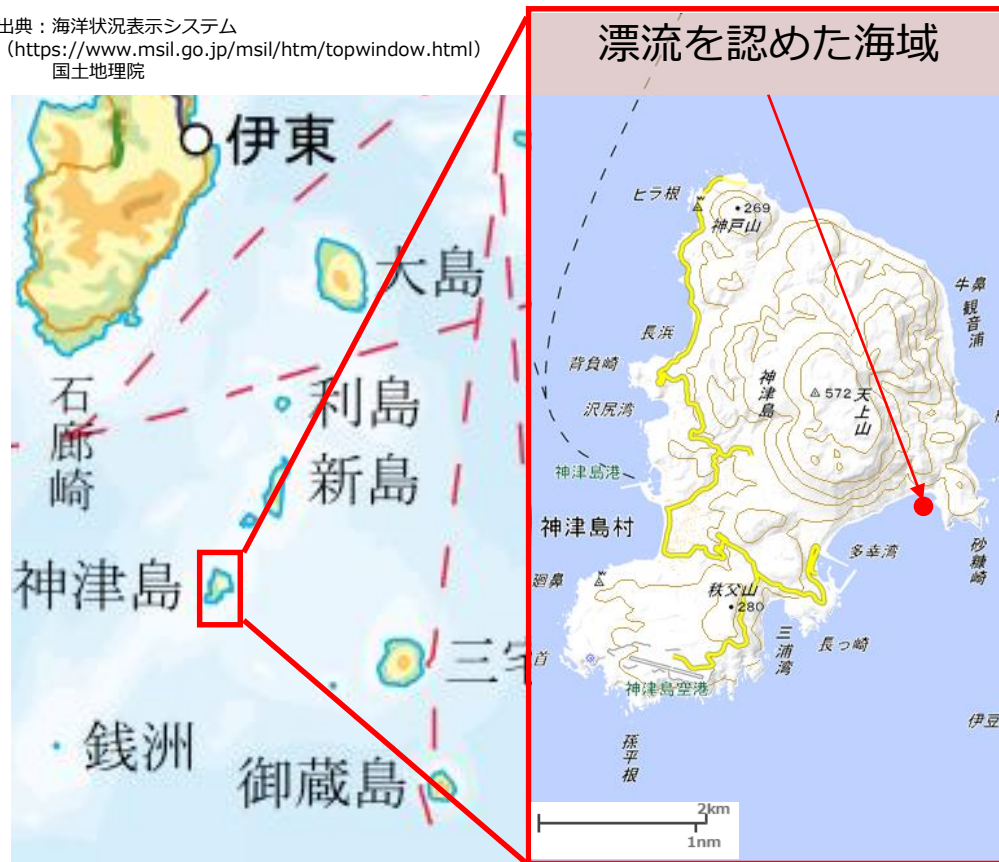 出典：海洋状況表示システム
（https://www.msil.go.jp/msil/htm/topwindow.html）
国土地理院
漂流を認めた海域
伊東
大島
石廊崎
利島
新島
神津島
三宅
銭洲
御蔵島
ヒラ根
・269
神戸山
牛鼻
観音浦
長浜
背負崎
沢尻湾
神津島
572
天上山
神津島港
神津島村
多幸湾
砂糠崎
廻鼻
秩父山
・280
三浦湾
長っ崎
首
神津島空港
伊豆
孫平根
2km
1nm